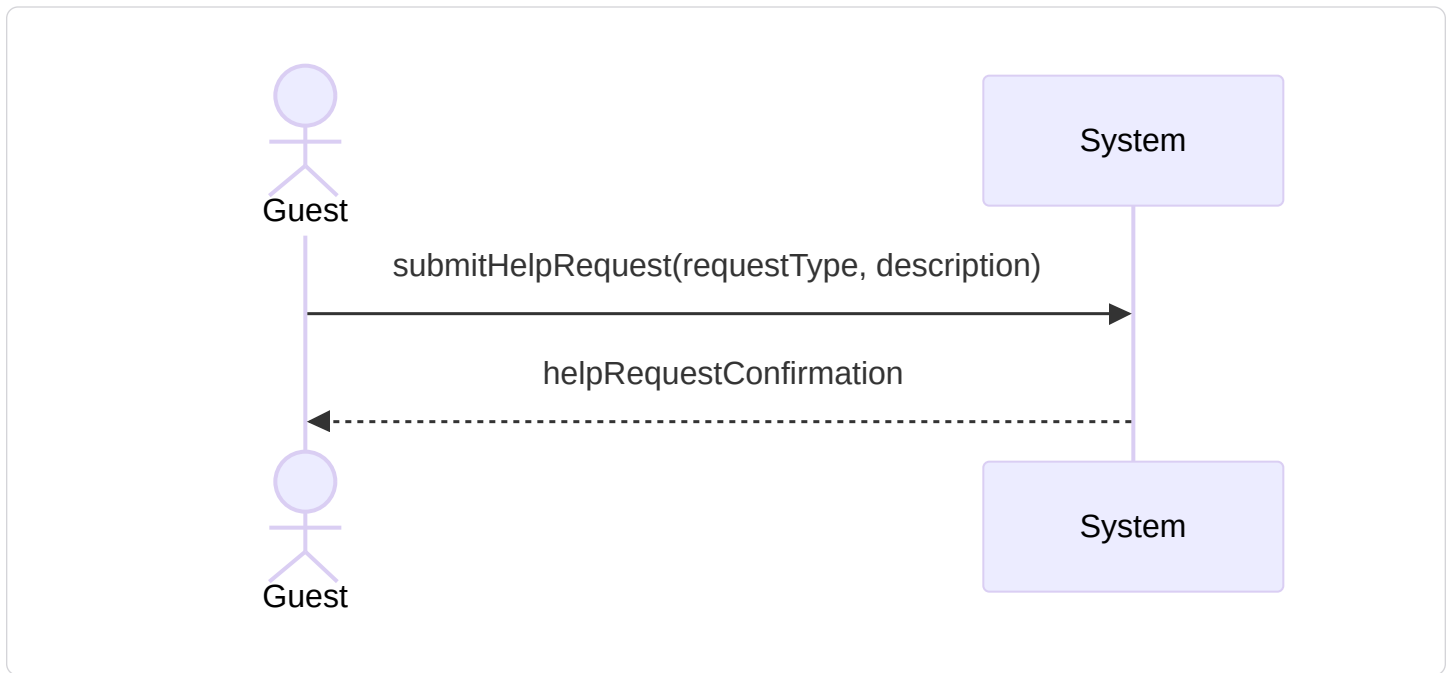 System
Guest
submitHelpRequest(requestType, description)
helpRequestConfirmation
System
Guest